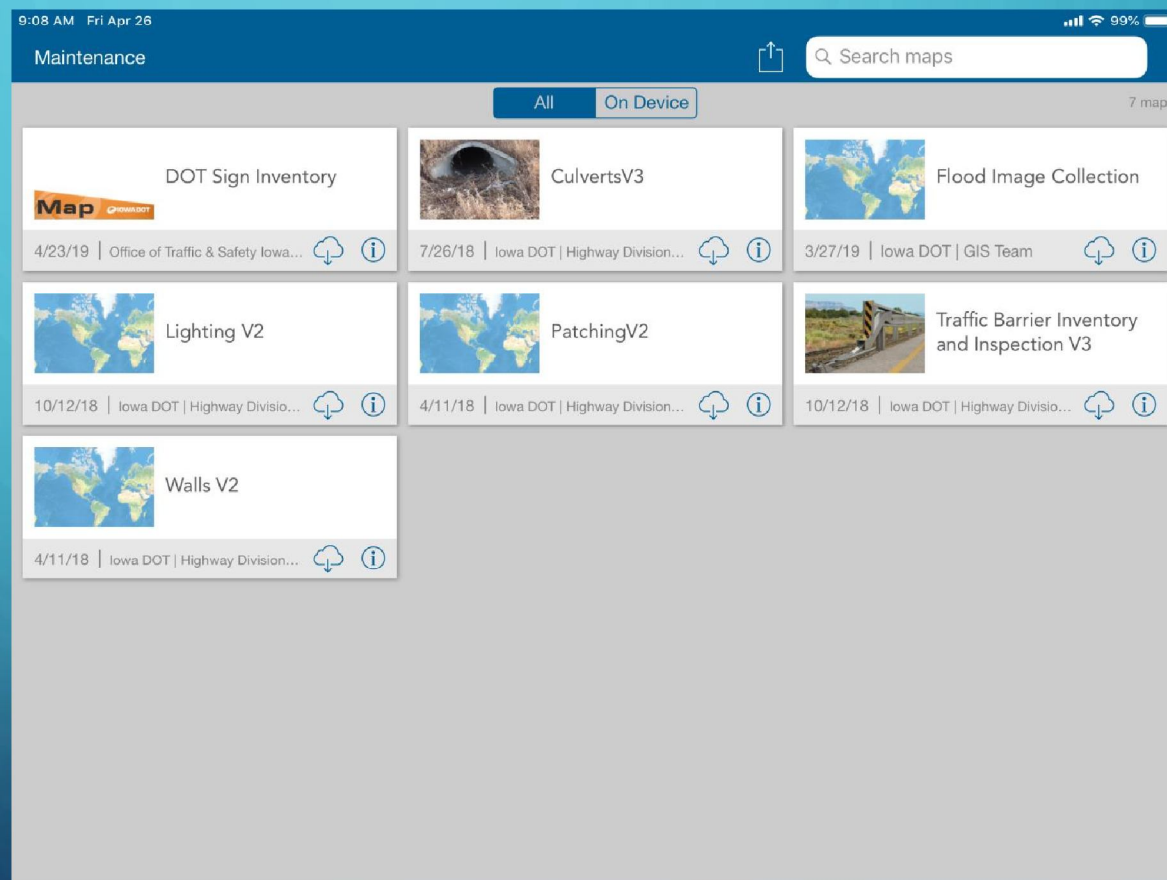 9:08 AM Fri Apr 26
99%
Maintenance
Search maps
All
On Device
7 map
DOT Sign Inventory
Map IOWADOT
4/23/19 | Office of Traffic & Safety Iowa...
CulvertsV3
7/26/18 | Iowa DOT | Highway Division...
Flood Image Collection
3/27/19 | Iowa DOT | GIS Team
Lighting V2
10/12/18 | Iowa DOT | Highway Divisio...
PatchingV2
4/11/18 | Iowa DOT | Highway Division...
Traffic Barrier Inventory
and Inspection V3
10/12/18 | Iowa DOT | Highway Divisio...
Walls V2
4/11/18 | Iowa DOT | Highway Division...